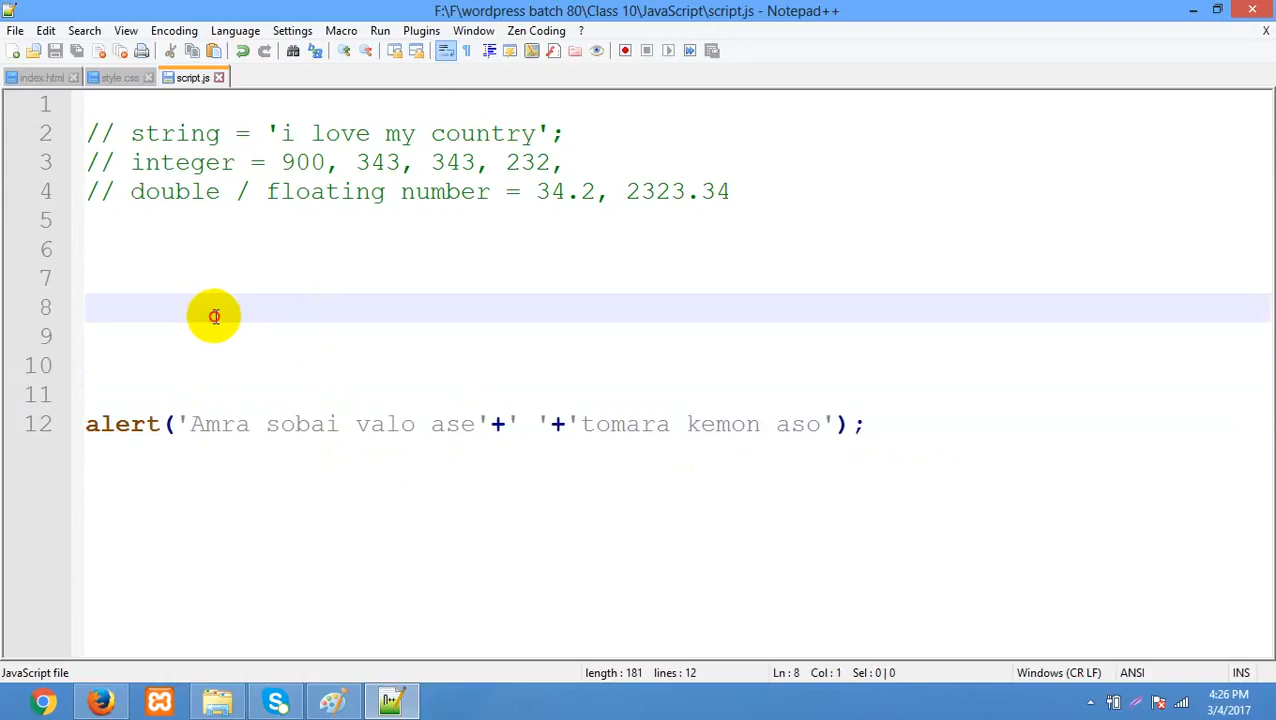 F:\F\wordpress batch 80\Class 10\JavaScript\script.js - Notepad++
File Edit Search View Encoding Language Settings Macro Run Plugins Window Zen Coding ? X
index.html style.css script.js
1
2 // string = 'i love my country';
3 // integer = 900, 343, 343, 232,
4 // double / floating number = 34.2, 2323.34
5
6
7
8
9
10
11
12 alert('Amra sobai valo ase'+' '+'tomara kemon aso');
JavaScript file length : 181 lines : 12 Ln : 8 Col : 1 Sel : 0 | 0 Windows (CR LF) ANSI INS
4:26 PM
3/4/2017